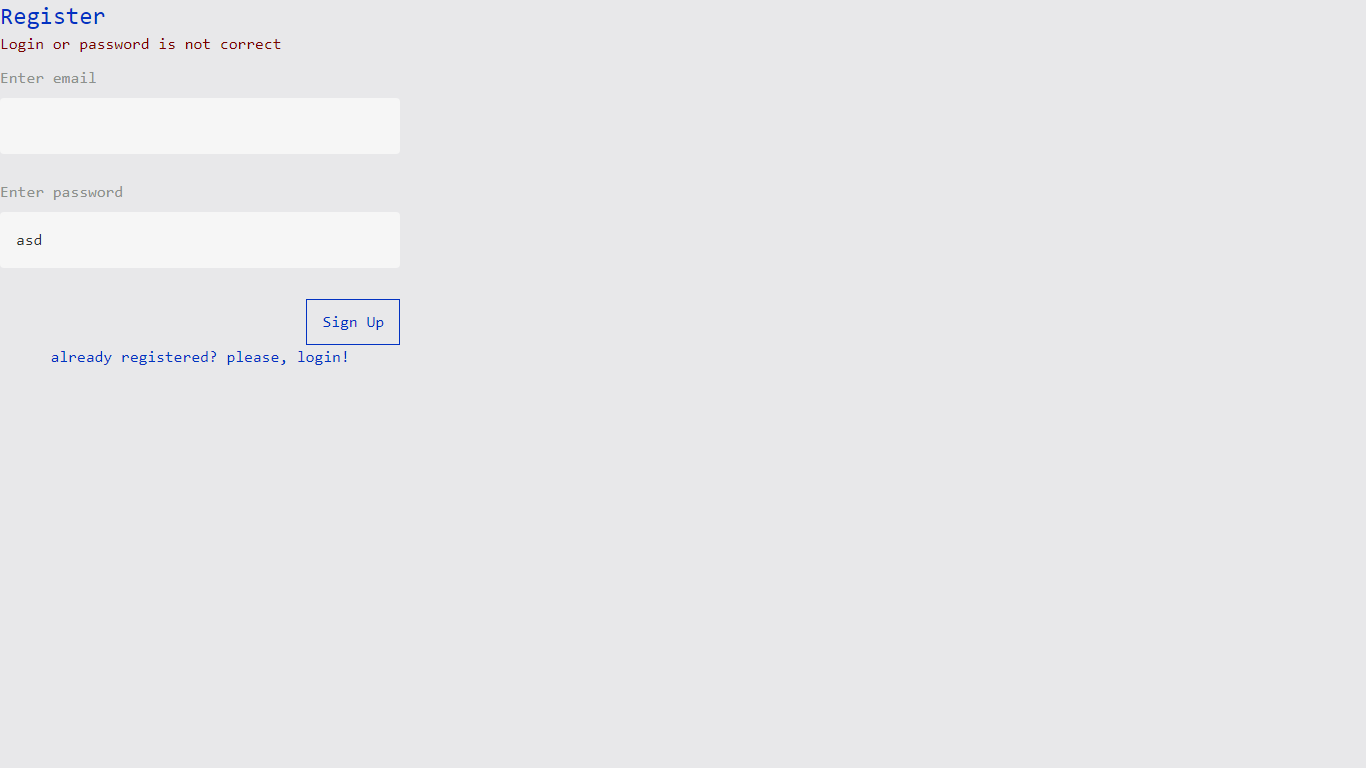 Register
Login or password is not correct
Enter email
Enter password
asd
Sign Up
already registered? please, login!